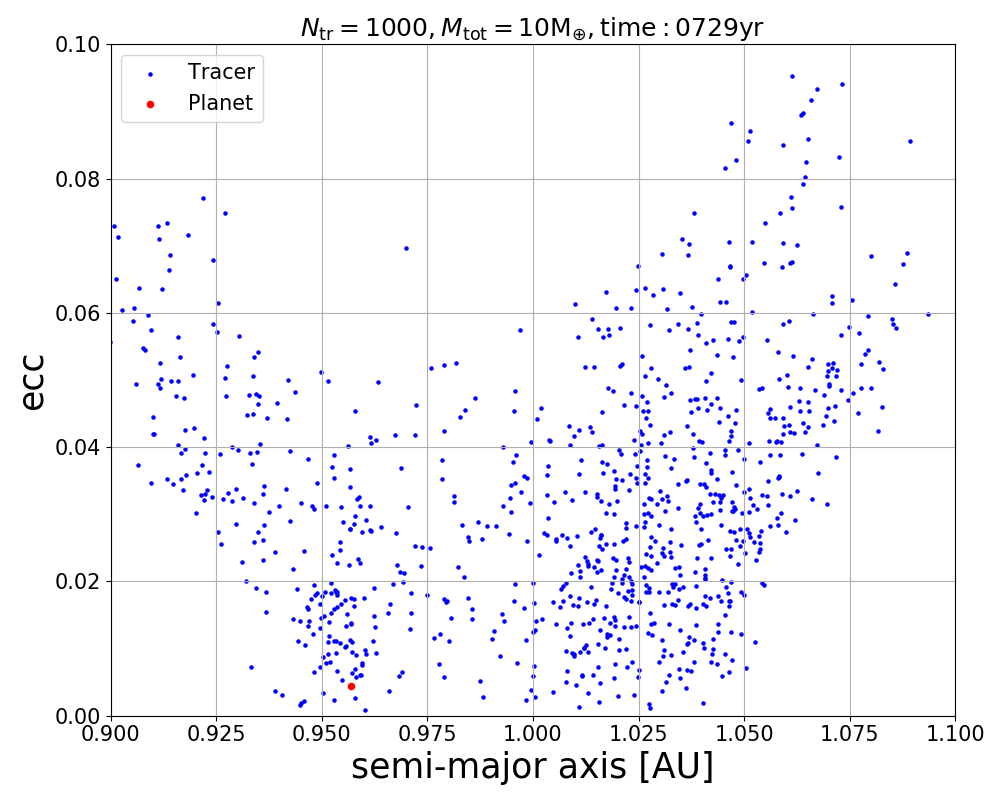 N_tr = 1000, M_tot = 10M_⊕, time : 0729yr
Tracer
Planet
0.10
0.08
0.06
0.04
0.02
0.00
ecc
0.900 0.925 0.950 0.975 1.000 1.025 1.050 1.075 1.100
semi-major axis [AU]